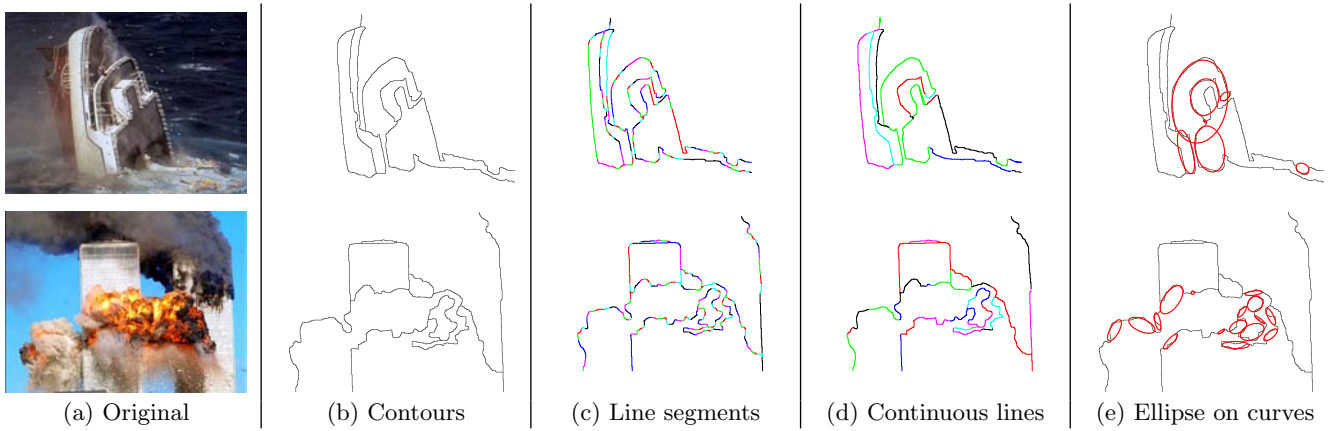 (a) Original
(b) Contours
(c) Line segments
(d) Continuous lines
(e) Ellipse on curves